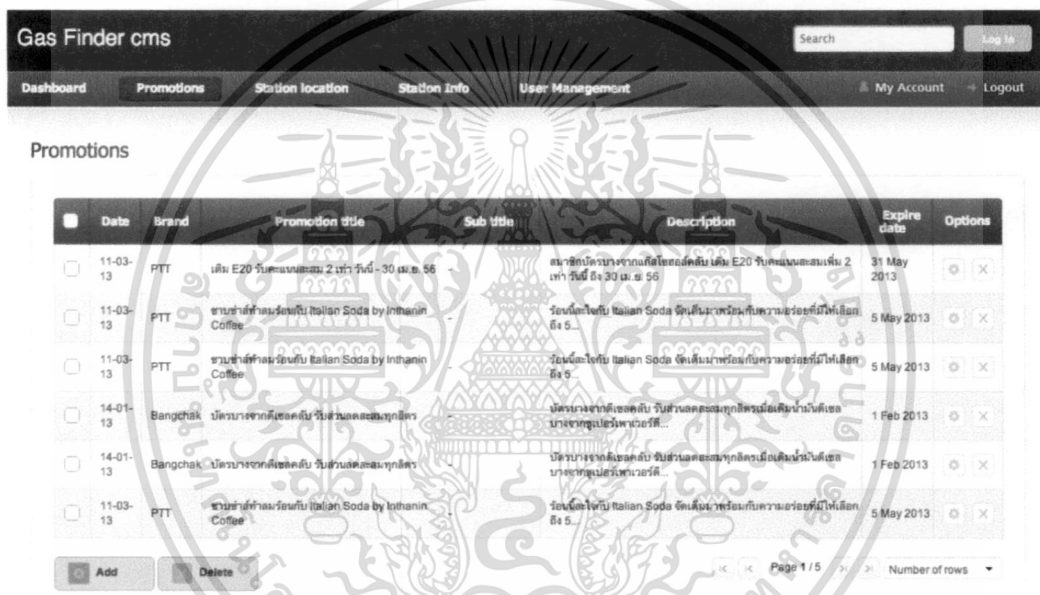 Gas Finder cms
Search
Log In
Dashboard Promotions Station location Station Info User Management My Account Logout
Promotions
Date Brand Promotion title Sub title Description Expire date Options
11-03-13 PTT เติม E20 รับคะแนนสะสม 2 เท่า วันนี้ - 30 เม.ย. 56 - สมาชิกบัตรบางจากแก๊สโซฮอล์คลับ เติม E20 รับคะแนนสะสมเพิ่ม 2 เท่า วันนี้ ถึง 30 เม.ย. 56 31 May 2013
11-03-13 PTT ซาบซ่าส์ท้าลมร้อนกับ Italian Soda by Inthanin Coffee - ร้อนนี้สะใจกับ Italian Soda จัดเต็มมาพร้อมกับความอร่อยที่มีให้เลือกถึง 5... 5 May 2013
11-03-13 PTT ซาบซ่าส์ท้าลมร้อนกับ Italian Soda by Inthanin Coffee - ร้อนนี้สะใจกับ Italian Soda จัดเต็มมาพร้อมกับความอร่อยที่มีให้เลือกถึง 5... 5 May 2013
14-01-13 Bangchak บัตรบางจากดีเซลคลับ รับส่วนลดสะสมทุกลิตร - บัตรบางจากดีเซลคลับ รับส่วนลดสะสมทุกลิตรเมื่อเติมน้ำมันดีเซลบางจากซูเปอร์เพาเวอร์ดี... 1 Feb 2013
14-01-13 Bangchak บัตรบางจากดีเซลคลับ รับส่วนลดสะสมทุกลิตร - บัตรบางจากดีเซลคลับ รับส่วนลดสะสมทุกลิตรเมื่อเติมน้ำมันดีเซลบางจากซูเปอร์เพาเวอร์ดี... 1 Feb 2013
11-03-13 PTT ซาบซ่าส์ท้าลมร้อนกับ Italian Soda by Inthanin Coffee - ร้อนนี้สะใจกับ Italian Soda จัดเต็มมาพร้อมกับความอร่อยที่มีให้เลือกถึง 5... 5 May 2013
Add Delete Page 1 / 5 Number of rows